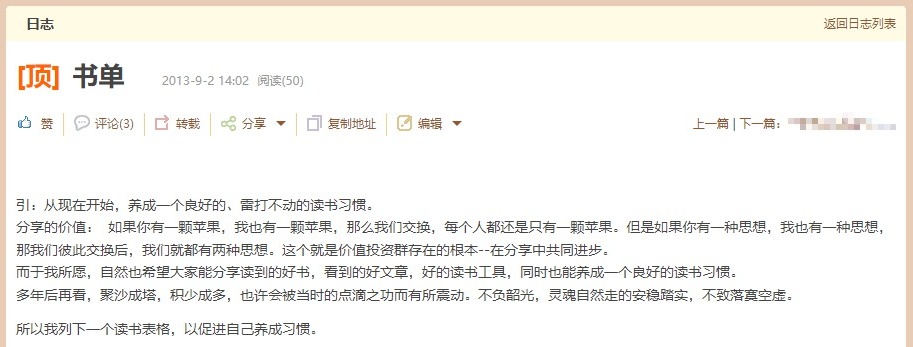 日志
返回日志列表
[顶] 书单 2013-9-2 14:02 阅读(50)
赞 评论(3) 转载 分享 复制地址 编辑 上一篇 | 下一篇：
引：从现在开始，养成一个良好的、雷打不动的读书习惯。
分享的价值： 如果你有一颗苹果，我也有一颗苹果，那么我们交换，每个人都还是只有一颗苹果。但是如果你有一种思想，我也有一种思想，
那我们彼此交换后，我们就都有两种思想。这个就是价值投资群存在的根本--在分享中共同进步。
而于我所愿，自然也希望大家能分享读到的好书，看到的好文章，好的读书工具，同时也能养成一个良好的读书习惯。
多年后再看，聚沙成塔，积少成多，也许会被当时的点滴之功而有所震动。不负韶光，灵魂自然走的安稳踏实，不致落寞空虚。
所以我列下一个读书表格，以促进自己养成习惯。